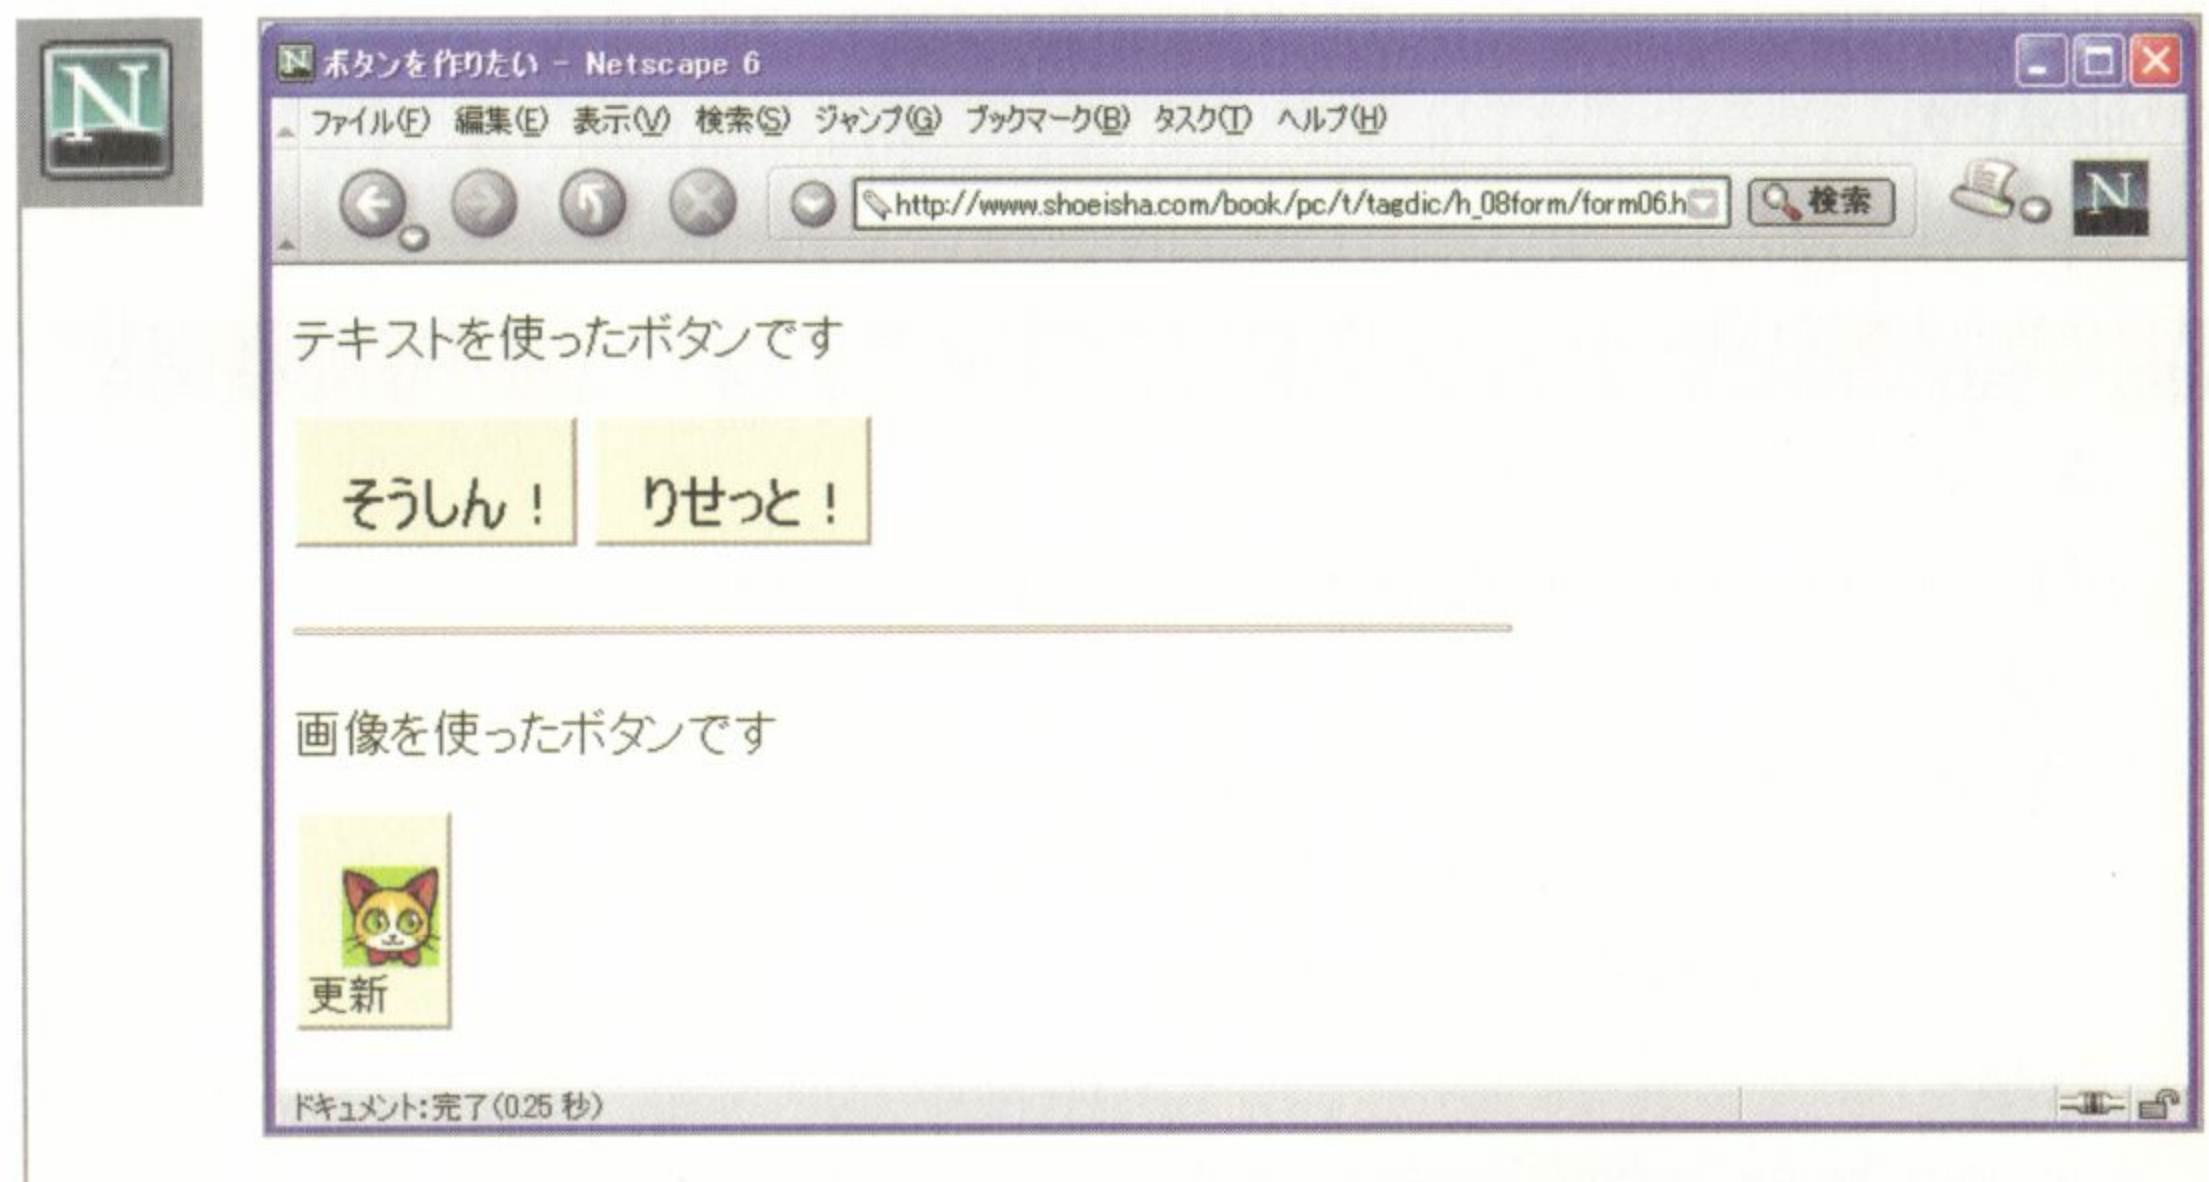 N
ボタンを作りたい - Netscape 6
ファイル(F) 編集(E) 表示(V) 検索(S) ジャンプ(G) ブックマーク(B) タスク(T) ヘルプ(H)
http://www.shoeisha.com/book/pc/t/tagdic/h_08form/form06.h 検索 N
テキストを使ったボタンです
そうしん! りせっと!
画像を使ったボタンです
更新
ドキュメント:完了(0.25 秒)